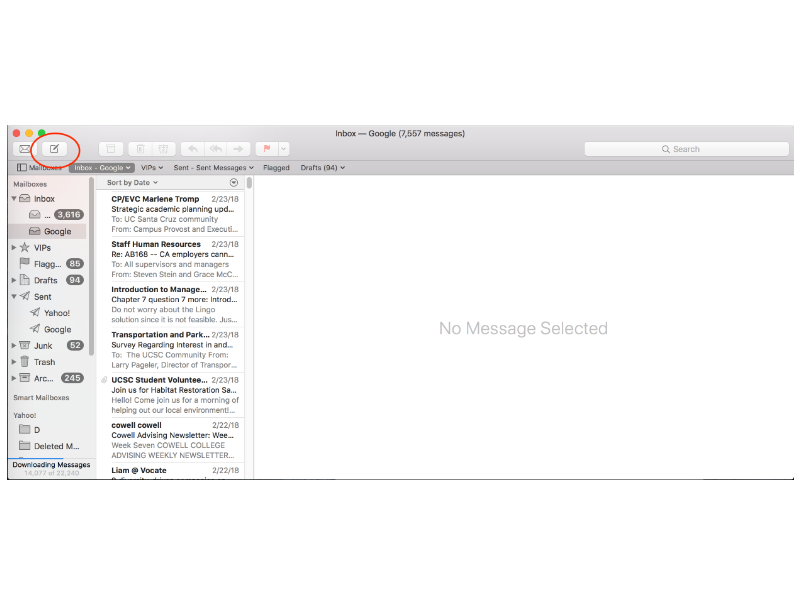 Inbox — Google (7,557 messages)
Search
Mailboxes Inbox - Google VIPs Sent - Sent Messages Flagged Drafts (94)
Mailboxes
Inbox
... 3,616
Google
VIPs
Flagg... 85
Drafts 94
Sent
Yahoo!
Google
Junk 52
Trash
Arc... 245
Smart Mailboxes
Yahoo!
D
Deleted M...
Downloading Messages
14,077 of 22,240
Sort by Date
CP/EVC Marlene Tromp 2/23/18
Strategic academic planning upd...
To: UC Santa Cruz community
From: Campus Provost and Executi...
Staff Human Resources 2/23/18
Re: AB168 -- CA employers cann...
To: All supervisors and managers
From: Steven Stein and Grace McC...
Introduction to Manage... 2/23/18
Chapter 7 question 7 more: Introd...
Do not worry about the Lingo
solution since it is not feasible. Jus...
Transportation and Park... 2/23/18
Survey Regarding Interest in and...
To: The UCSC Community From:
Larry Pageler, Director of Transpor...
UCSC Student Voluntee... 2/23/18
Join us for Habitat Restoration Sa...
Hello! Come join us for a morning of
helping out our local environment!...
cowell cowell 2/22/18
Cowell Advising Newsletter: Wee...
Week Seven COWELL COLLEGE
ADVISING WEEKLY NEWSLETTER...
Liam @ Vocate 2/22/18
No Message Selected